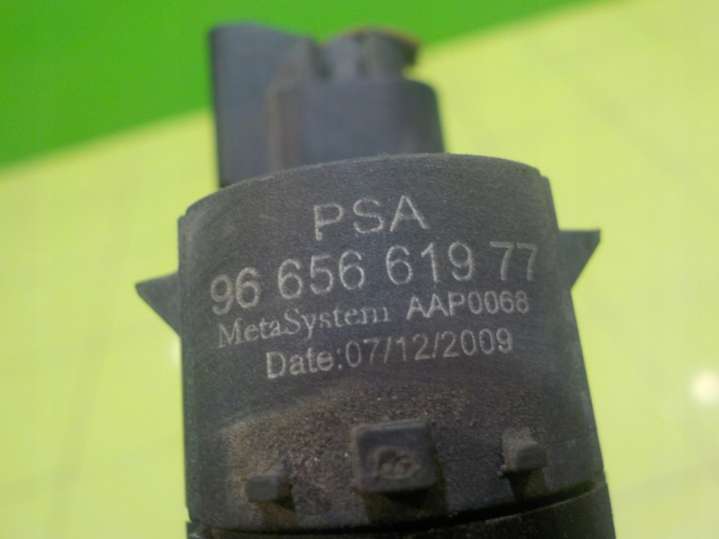 PSA
96 656 619 77
MetaSystem AAP0068
Date:07/12/2009